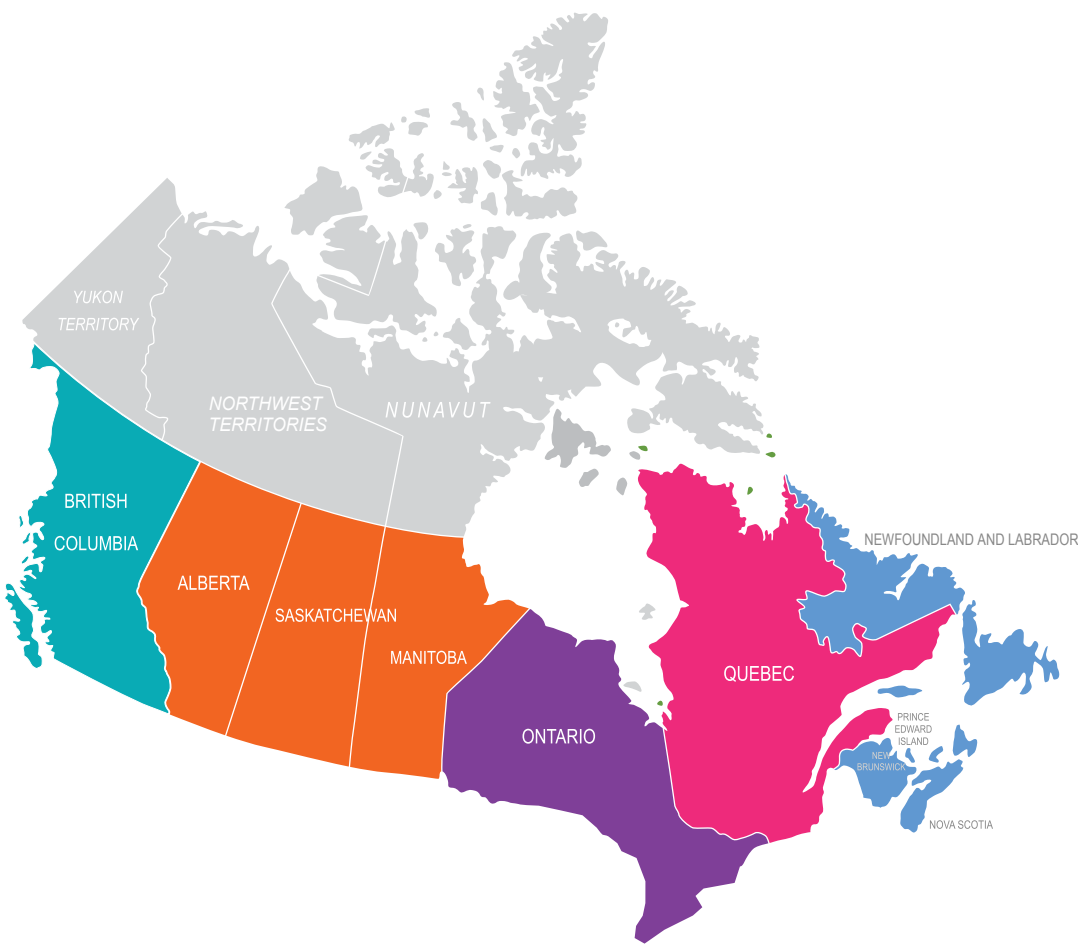 YUKON
TERRITORY
NORTHWEST
TERRITORIES
NUNAVUT
BRITISH
COLUMBIA
ALBERTA
SASKATCHEWAN
MANITOBA
ONTARIO
QUEBEC
NEWFOUNDLAND AND LABRADOR
PRINCE
EDWARD
ISLAND
NEW
BRUNSWICK
NOVA SCOTIA